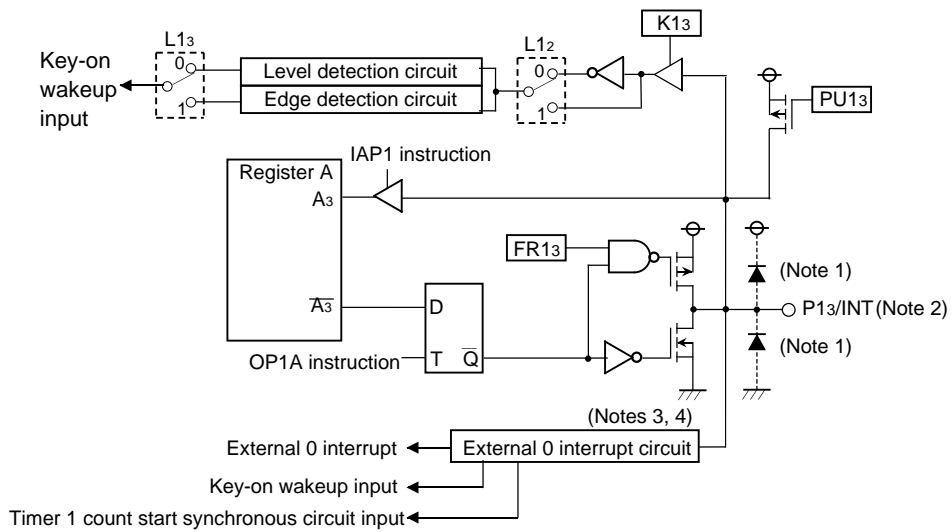 K13
L13
L12
Key-on
wakeup
input
0
Level detection circuit
0
1
Edge detection circuit
1
PU13
IAP1 instruction
Register A
A3
FR13
(Note 1)
A3
D
P13/INT (Note 2)
(Note 1)
OP1A instruction
T
Q
(Notes 3, 4)
External 0 interrupt
External 0 interrupt circuit
Key-on wakeup input
Timer 1 count start synchronous circuit input